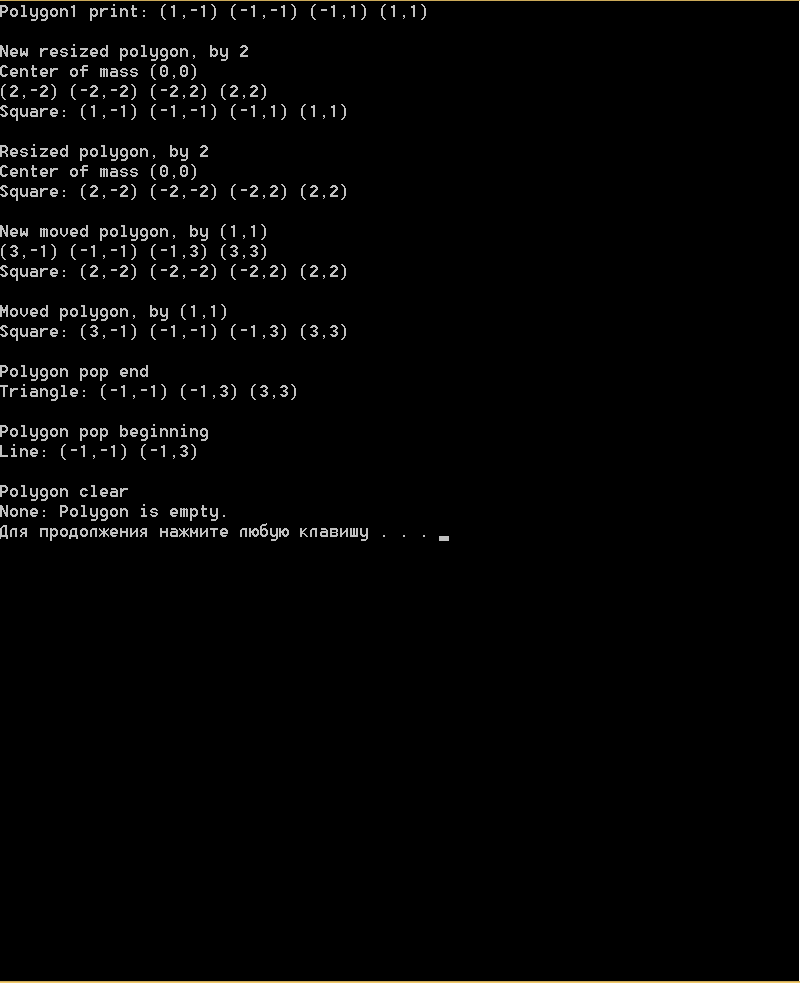 Polygon1 print: (1,-1) (-1,-1) (-1,1) (1,1)
New resized polygon, by 2
Center of mass (0,0)
(2,-2) (-2,-2) (-2,2) (2,2)
Square: (1,-1) (-1,-1) (-1,1) (1,1)
Resized polygon, by 2
Center of mass (0,0)
Square: (2,-2) (-2,-2) (-2,2) (2,2)
New moved polygon, by (1,1)
(3,-1) (-1,-1) (-1,3) (3,3)
Square: (2,-2) (-2,-2) (-2,2) (2,2)
Moved polygon, by (1,1)
Square: (3,-1) (-1,-1) (-1,3) (3,3)
Polygon pop end
Triangle: (-1,-1) (-1,3) (3,3)
Polygon pop beginning
Line: (-1,-1) (-1,3)
Polygon clear
None: Polygon is empty.
Для продолжения нажмите любую клавишу . . .